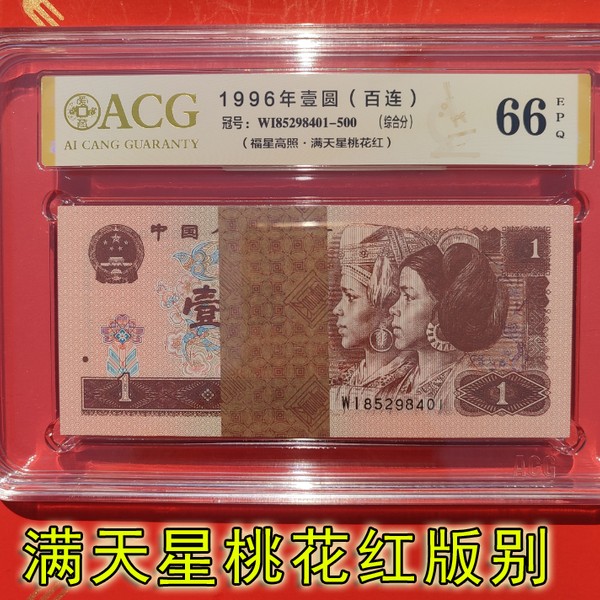 ACG
AI CANG GUARANTY
1996年壹圆（百连）
冠号：WI85298401-500 （综合分）
（福星高照·满天星桃花红）
66
EPQ
中国人
1
壹
1
WI85298401
1
ACG
满天星桃花红版别